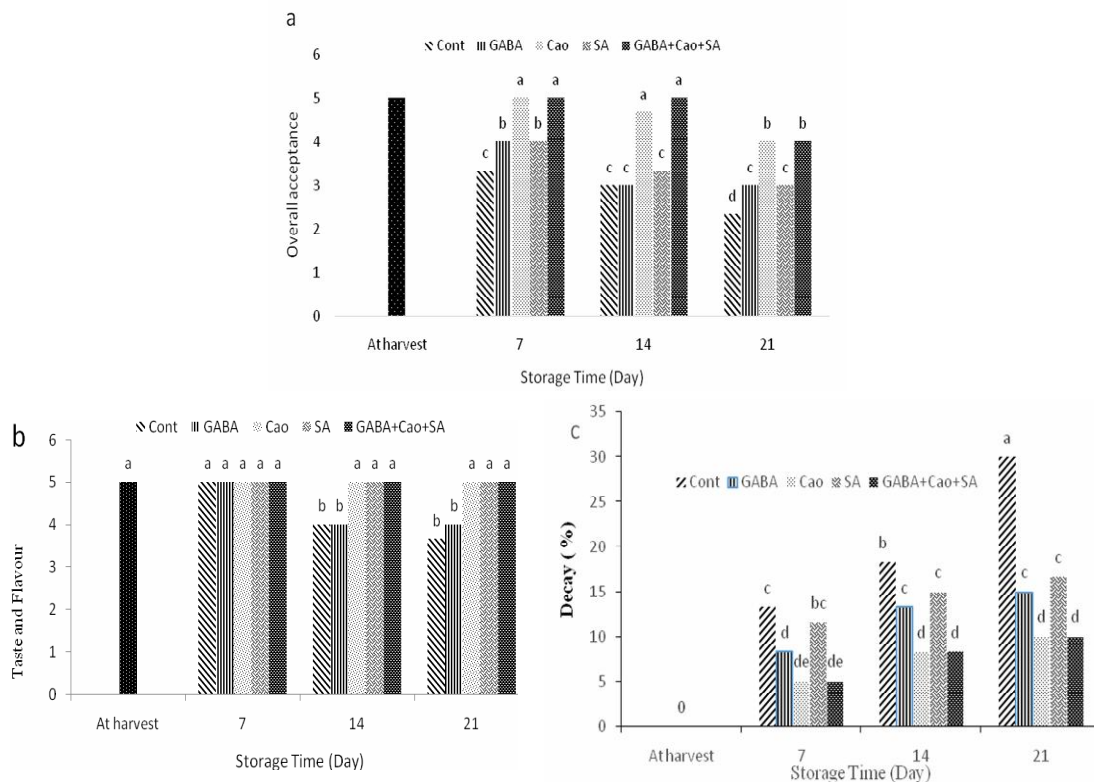 a
Cont GABA Cao SA GABA+Cao+SA
Overall acceptance
6
5
4
3
2
1
0
c b a b a
c c a c a
d c b c b
At harvest 7 14 21
Storage Time (Day)
b
Cont GABA Cao SA GABA+Cao+SA
Taste and Flavour
6
5
4
3
2
1
0
a
a a a a a
b b a a a
b b a a a
At harvest 7 14 21
Storage Time (Day)
c
Cont GABA Cao SA GABA+Cao+SA
Decay ( %)
35
30
25
20
15
10
5
0
0
c d de bc de
b c d c d
a c d c d
At harvest 7 14 21
Storage Time (Day)